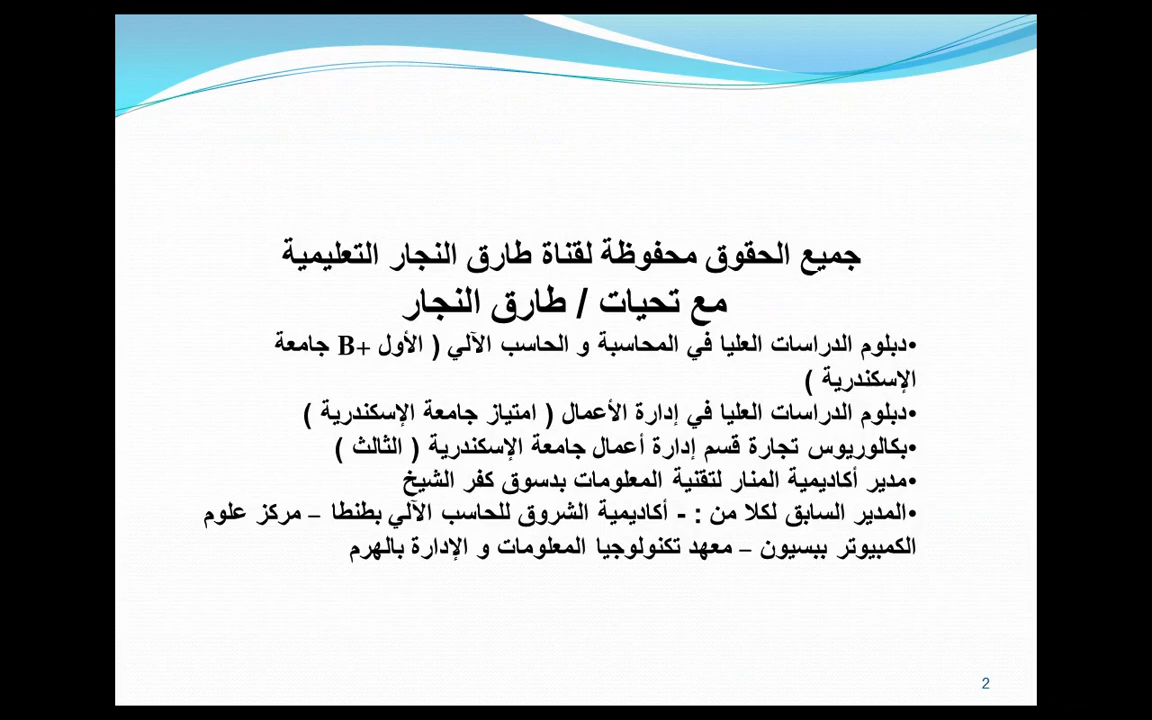 جميع الحقوق محفوظة لقناة طارق النجار التعليمية
مع تحيات / طارق النجار
•دبلوم الدراسات العليا في المحاسبة و الحاسب الآلي ( الأول B+ جامعة
الإسكندرية )
•دبلوم الدراسات العليا في إدارة الأعمال ( امتياز جامعة الإسكندرية )
•بكالوريوس تجارة قسم إدارة أعمال جامعة الإسكندرية ( الثالث )
•مدير أكاديمية المنار لتقنية المعلومات بدسوق كفر الشيخ
•المدير السابق لكلا من : - أكاديمية الشروق للحاسب الآلي بطنطا – مركز علوم
الكمبيوتر ببسيون – معهد تكنولوجيا المعلومات و الإدارة بالهرم
2